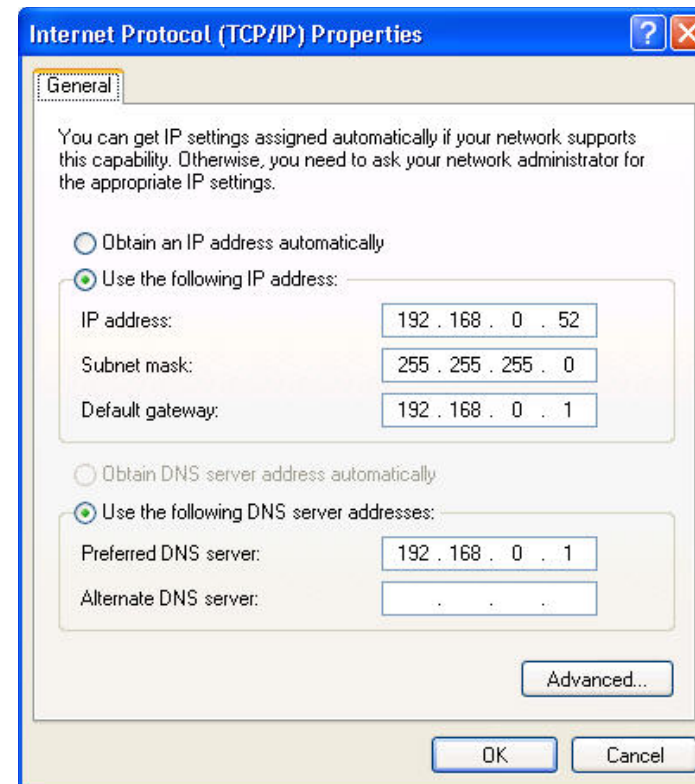 Internet Protocol (TCP/IP) Properties
General
You can get IP settings assigned automatically if your network supports
this capability. Otherwise, you need to ask your network administrator for
the appropriate IP settings.
Obtain an IP address automatically
Use the following IP address:
IP address: 192 . 168 . 0 . 52
Subnet mask: 255 . 255 . 255 . 0
Default gateway: 192 . 168 . 0 . 1
Obtain DNS server address automatically
Use the following DNS server addresses:
Preferred DNS server: 192 . 168 . 0 . 1
Alternate DNS server: . . .
Advanced...
OK Cancel